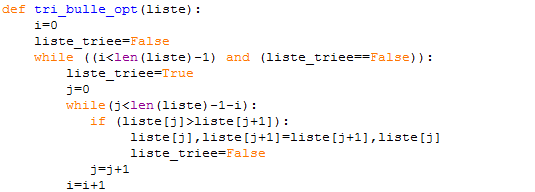 def tri_bulle_opt(liste):
    i=0
    liste_triee=False
    while ((i<len(liste)-1) and (liste_triee==False)):
        liste_triee=True
        j=0
        while(j<len(liste)-1-i):
            if (liste[j]>liste[j+1]):
                liste[j],liste[j+1]=liste[j+1],liste[j]
                liste_triee=False
            j=j+1
        i=i+1